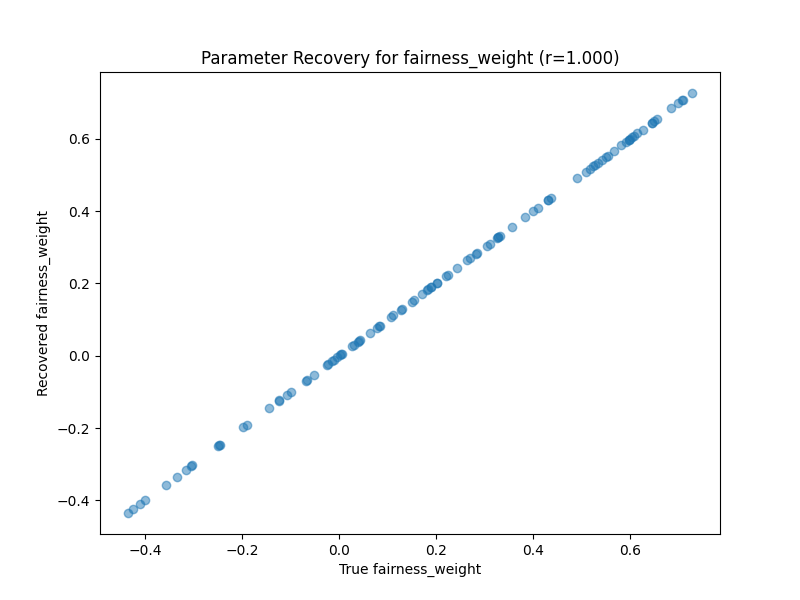 Parameter Recovery for fairness_weight (r=1.000)
Recovered fairness_weight
0.6
0.4
0.2
0.0
−0.2
−0.4
−0.4 −0.2 0.0 0.2 0.4 0.6
True fairness_weight